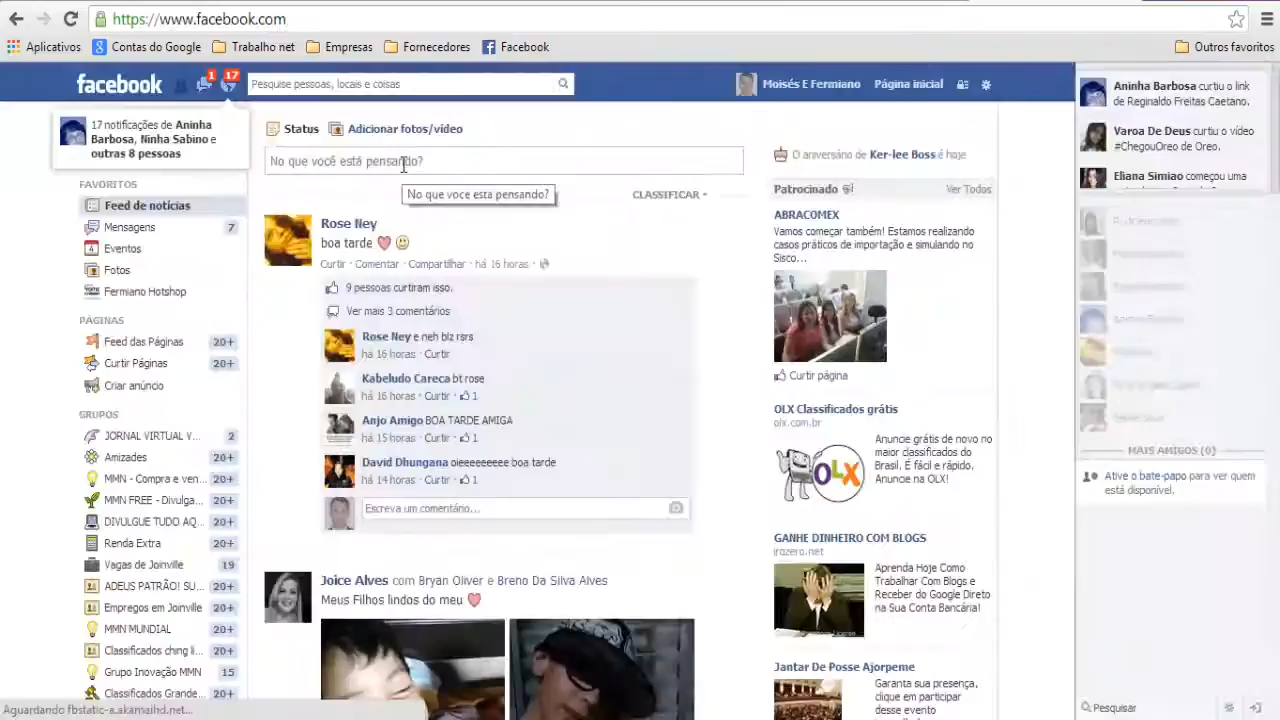 https://www.facebook.com
Aplicativos
Contas do Google
Trabalho net
Empresas
Fornecedores
Facebook
Outros favoritos
facebook
1
17
Pesquise pessoas, locais e coisas
Moisés E Fermiano
Página inicial
17 notificações de Aninha
Barbosa, Ninha Sabino e
outras 8 pessoas
FAVORITOS
Feed de notícias
Mensagens 7
Eventos
Fotos
Fermiano Hotshop
PÁGINAS
Feed das Páginas 20+
Curtir Páginas 20+
Criar anúncio
GRUPOS
JORNAL VIRTUAL V... 2
Amizades 20+
MMN - Compra e ven... 20+
MMN FREE - Divulga... 20+
DIVULGUE TUDO AQ... 20+
Renda Extra 20+
Vagas de Joinville 19
ADEUS PATRÃO! SU... 20+
Empregos em Joinville 20+
MMN MUNDIAL 20+
Classificados ching li... 20+
Grupo Inovação MMN 15
Classificados Grande... 20+
Aguardando fbstatic-a.akamaihd.net...
Status
Adicionar fotos/vídeo
No que você está pensando?
No que você está pensando?
CLASSIFICAR
Rose Ney
boa tarde
Curtir · Comentar · Compartilhar · há 16 horas ·
9 pessoas curtiram isso.
Ver mais 3 comentários
Rose Ney e neh blz rsrs
há 16 horas · Curtir
Kabeludo Careca bt rose
há 16 horas · Curtir · 1
Anjo Amigo BOA TARDE AMIGA
há 15 horas · Curtir · 1
David Dhungana oieeeeeeeee boa tarde
há 14 horas · Curtir · 1
Escreva um comentário...
Joice Alves com Bryan Oliver e Breno Da Silva Alves
Meus Filhos lindos do meu
O aniversário de Ker-lee Boss é hoje
Patrocinado
Ver Todos
ABRACOMEX
Vamos começar também! Estamos realizando
casos práticos de importação e simulando no
Sisco...
Curtir página
OLX Classificados grátis
olx.com.br
OLX
Anuncie grátis de novo no
maior classificados do
Brasil. É fácil e rápido.
Anuncie na OLX!
GANHE DINHEIRO COM BLOGS
irazero.net
Aprenda Hoje Como
Trabalhar Com Blogs e
Receber do Google Direto
na Sua Conta Bancária!
Jantar De Posse Ajorpeme
Garanta sua presença,
clique em participar
desse evento
Aninha Barbosa curtiu o link
de Reginaldo Freitas Caetano.
Varoa De Deus curtiu o vídeo
#ChegouOreo de Oreo.
Eliana Simiao começou uma
MAIS AMIGOS (0)
Ative o bate-papo para ver quem
está disponível.
Pesquisar